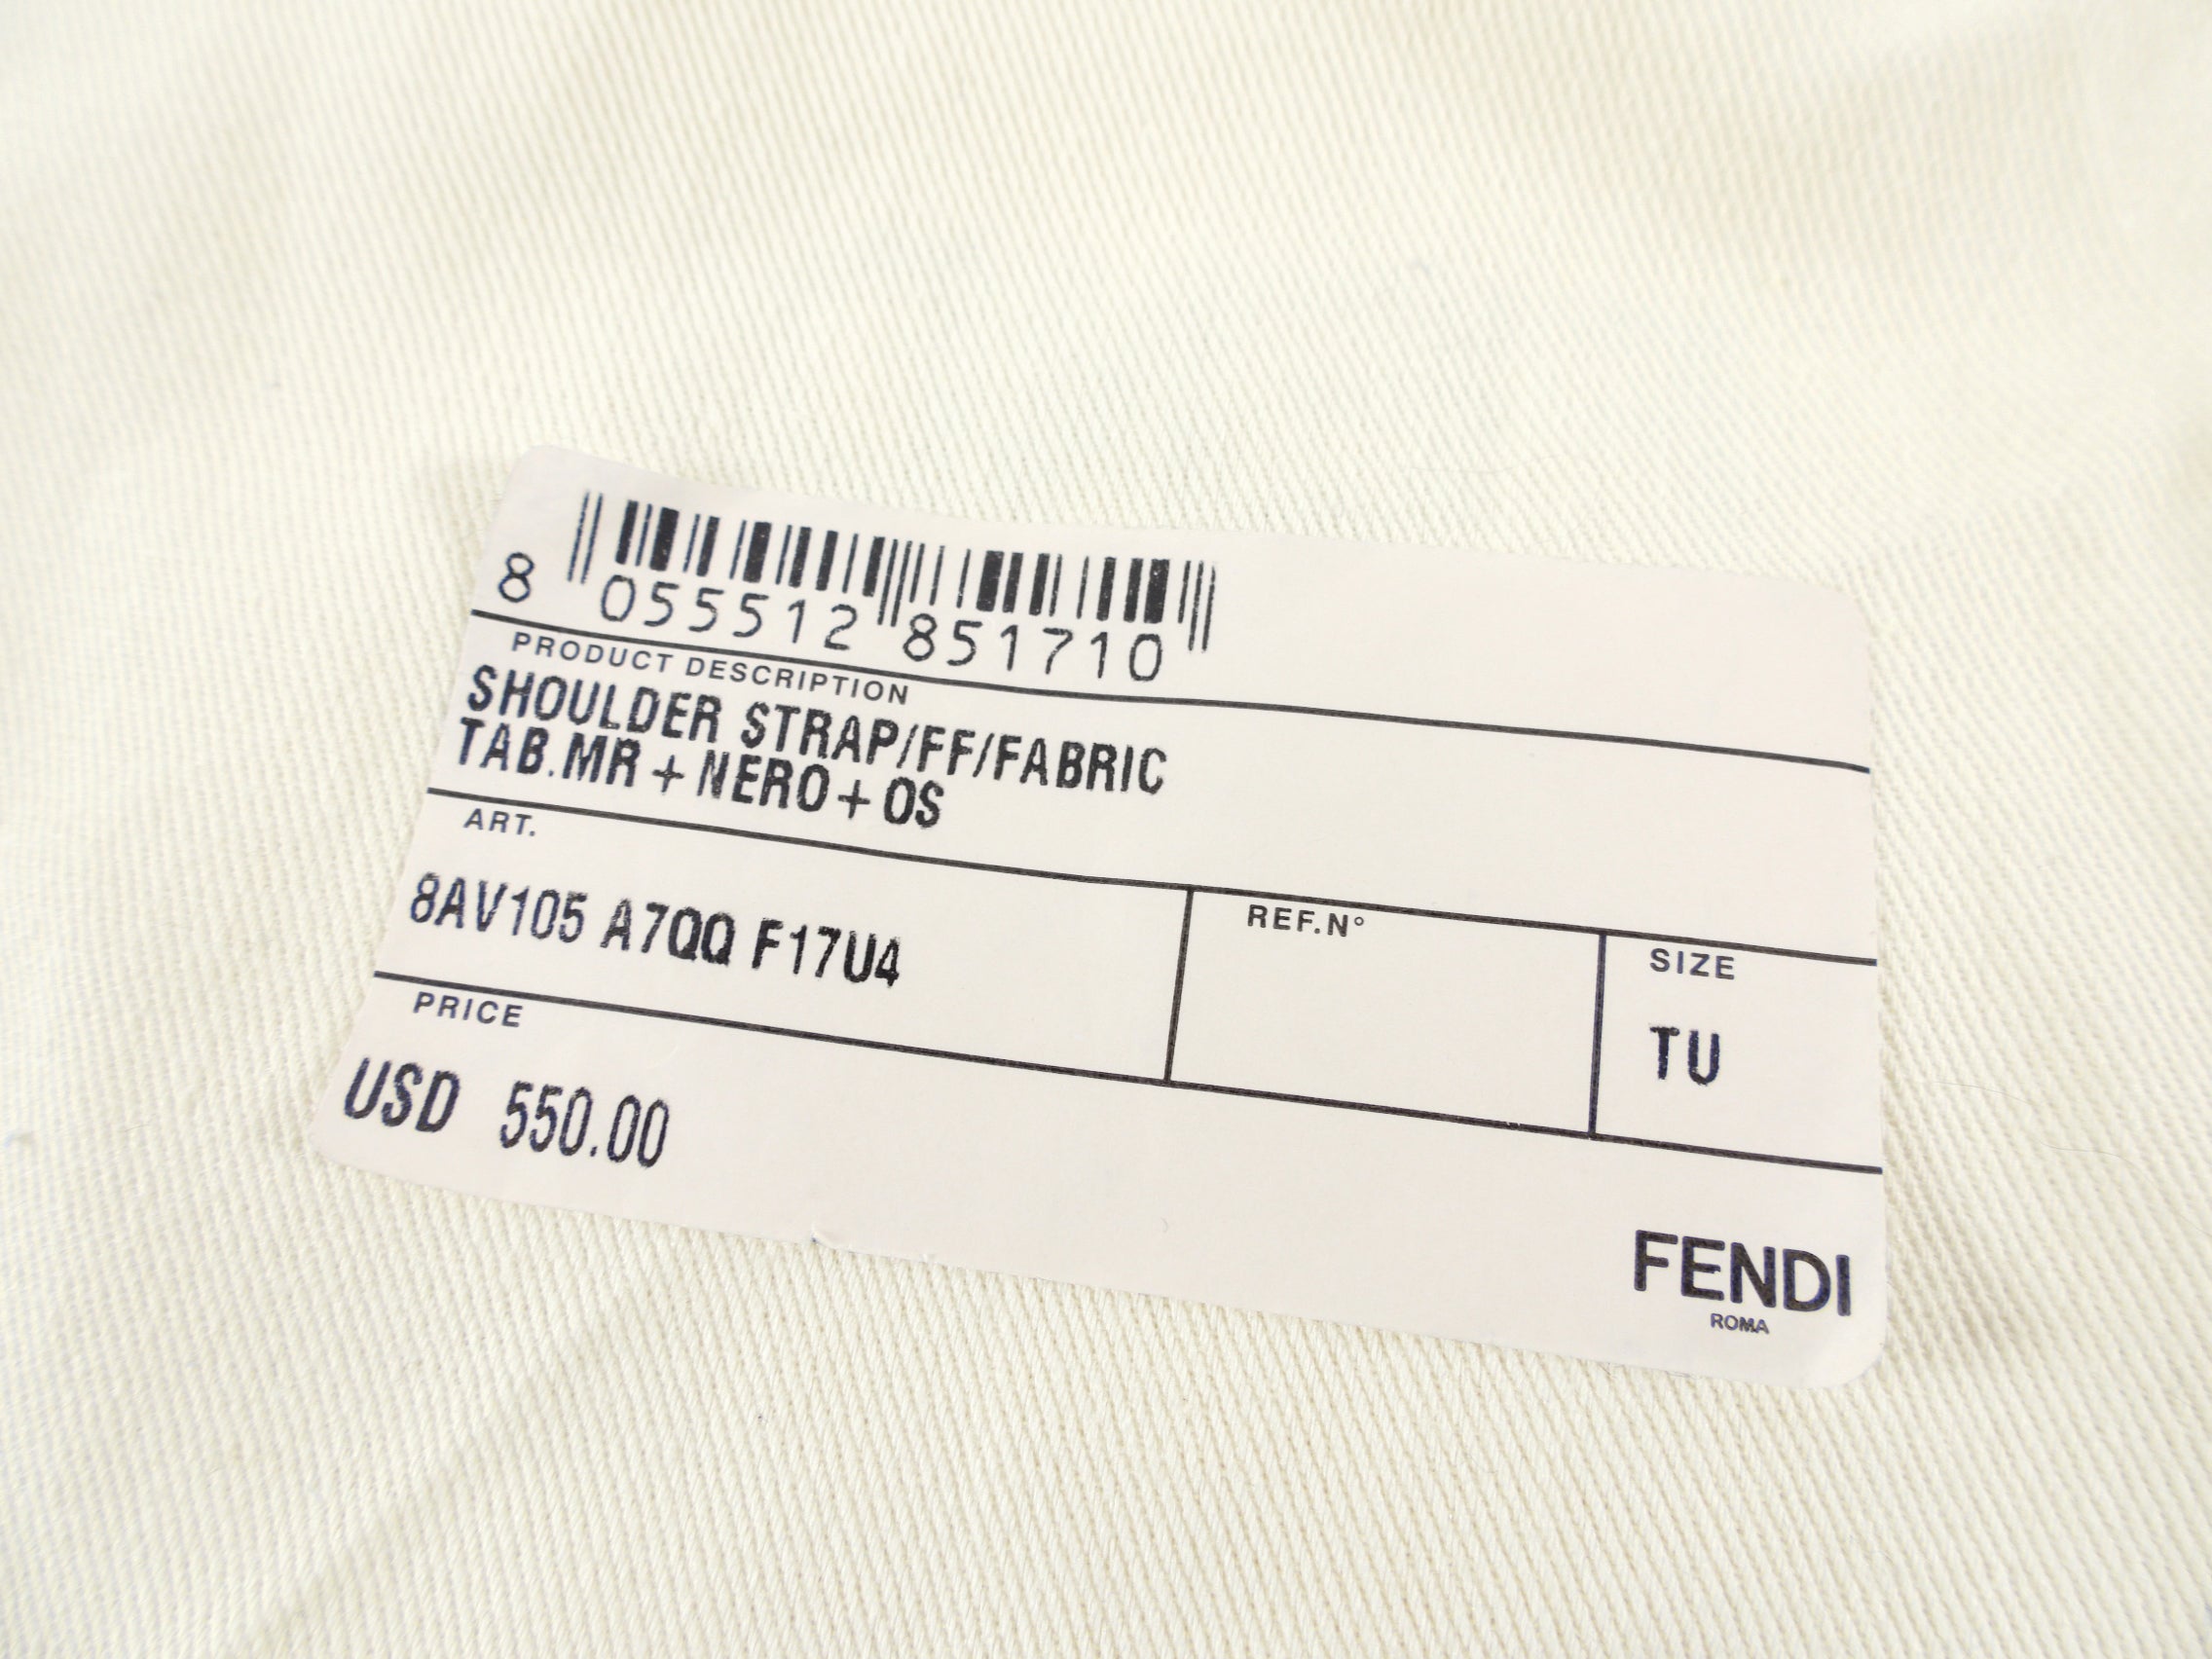 8 055512 851710
PRODUCT DESCRIPTION
SHOULDER STRAP/FF/FABRIC
TAB.MR + NERO + OS
ART.
8AV105 A7QQ F17U4
REF.N°
SIZE
TU
PRICE
USD 550.00
FENDI
ROMA